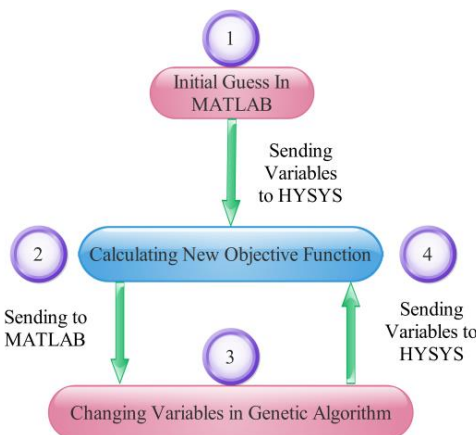 1
Initial Guess In
MATLAB
Sending
Variables
to HYSYS
2
Calculating New Objective Function
4
Sending to
MATLAB
3
Sending
Variables to
HYSYS
Changing Variables in Genetic Algorithm